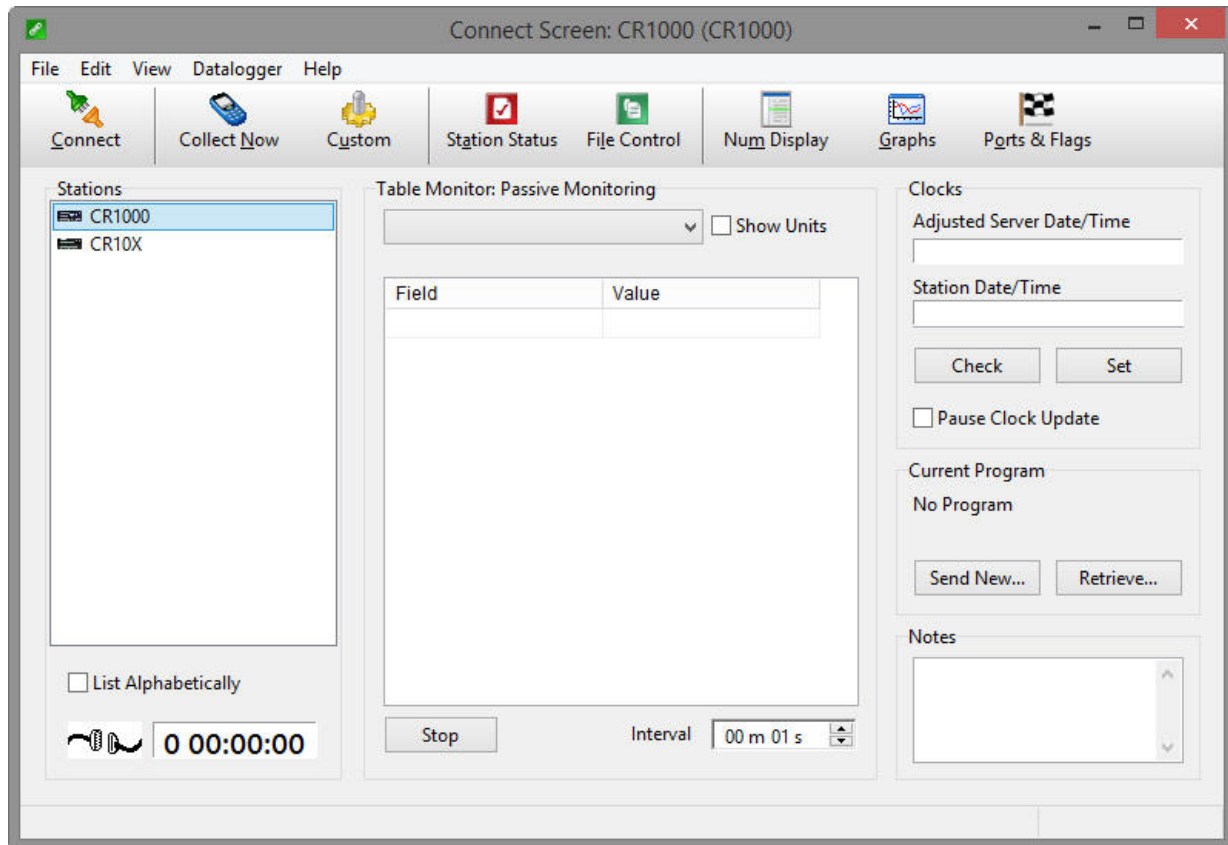 Connect Screen: CR1000 (CR1000)
File Edit View Datalogger Help
Connect Collect Now Custom Station Status File Control Num Display Graphs Ports & Flags
Stations
CR1000
CR10X
List Alphabetically
0 00:00:00
Table Monitor: Passive Monitoring
Show Units
Field Value
Stop Interval 00 m 01 s
Clocks
Adjusted Server Date/Time
Station Date/Time
Check Set
Pause Clock Update
Current Program
No Program
Send New... Retrieve...
Notes